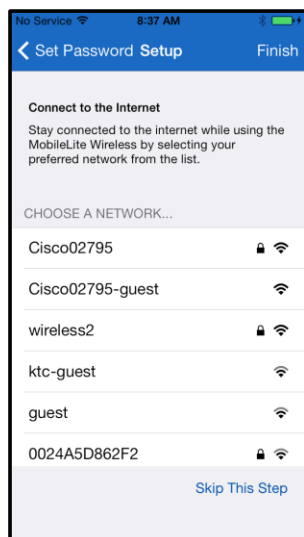 No Service 8:37 AM
Set Password Setup Finish
Connect to the Internet
Stay connected to the internet while using the
MobileLite Wireless by selecting your
preferred network from the list.
CHOOSE A NETWORK...
Cisco02795
Cisco02795-guest
wireless2
ktc-guest
guest
0024A5D862F2
Skip This Step